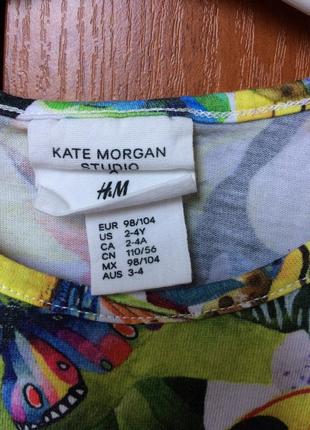 KATE MORGAN
STUDIO
H&M
EUR 98/104
US 2-4Y
CA 2-4A
CN 110/56
MX 98/104
AUS 3-4